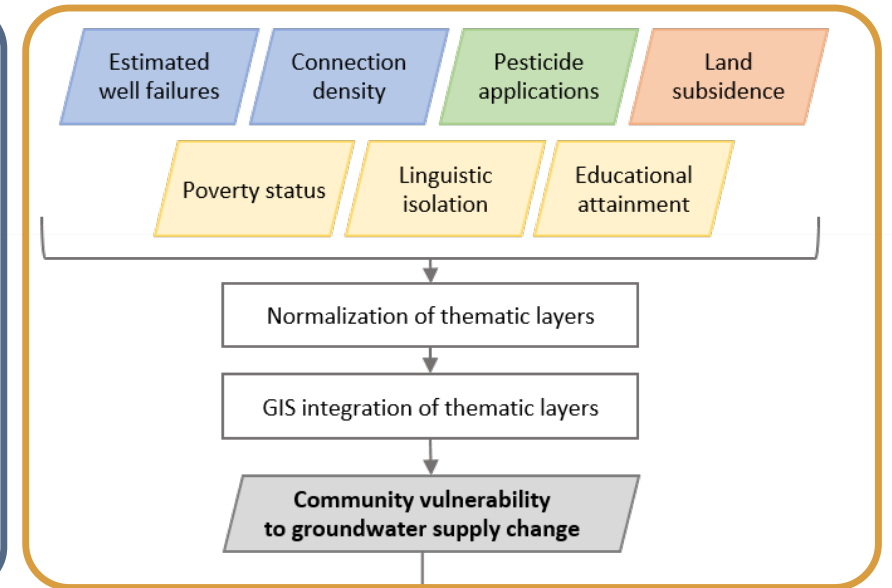 Estimated
well failures
Connection
density
Pesticide
applications
Land
subsidence
Poverty status
Linguistic
isolation
Educational
attainment
Normalization of thematic layers
GIS integration of thematic layers
Community vulnerability
to groundwater supply change